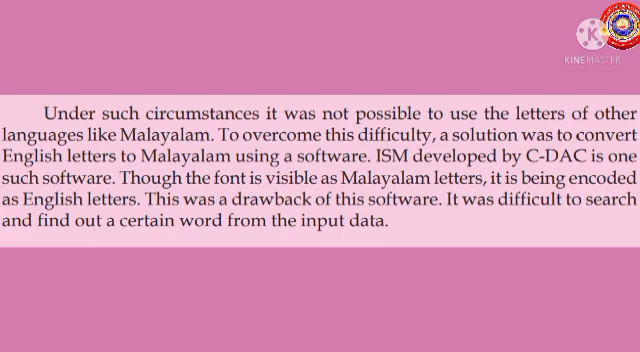 KINEMASTER
Under such circumstances it was not possible to use the letters of other
languages like Malayalam. To overcome this difficulty, a solution was to convert
English letters to Malayalam using a software. ISM developed by C-DAC is one
such software. Though the font is visible as Malayalam letters, it is being encoded
as English letters. This was a drawback of this software. It was difficult to search
and find out a certain word from the input data.